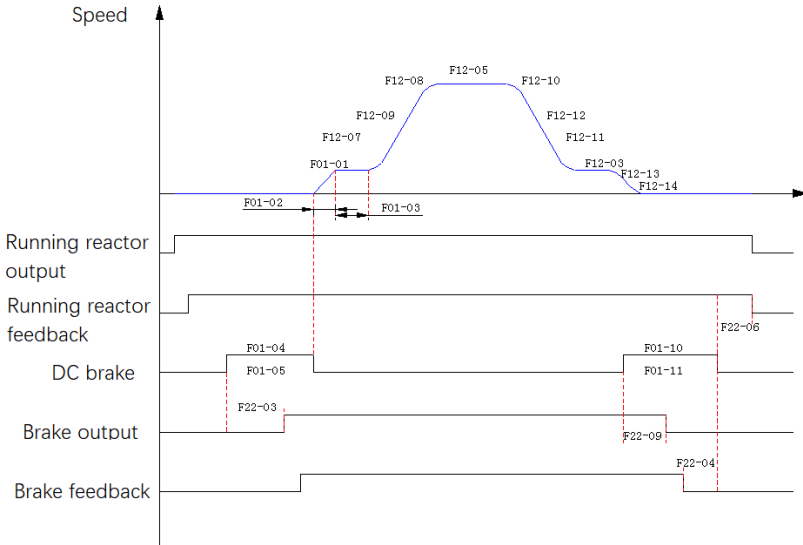 Speed
F12-05
F12-08
F12-10
F12-09
F12-12
F12-07
F12-11
F01-01
F12-03
F12-13
F12-14
F01-02
F01-03
Running reactor
output
Running reactor
feedback
F22-06
F01-04
F01-10
DC brake
F01-05
F01-11
F22-03
Brake output
F22-09
F22-04
Brake feedback